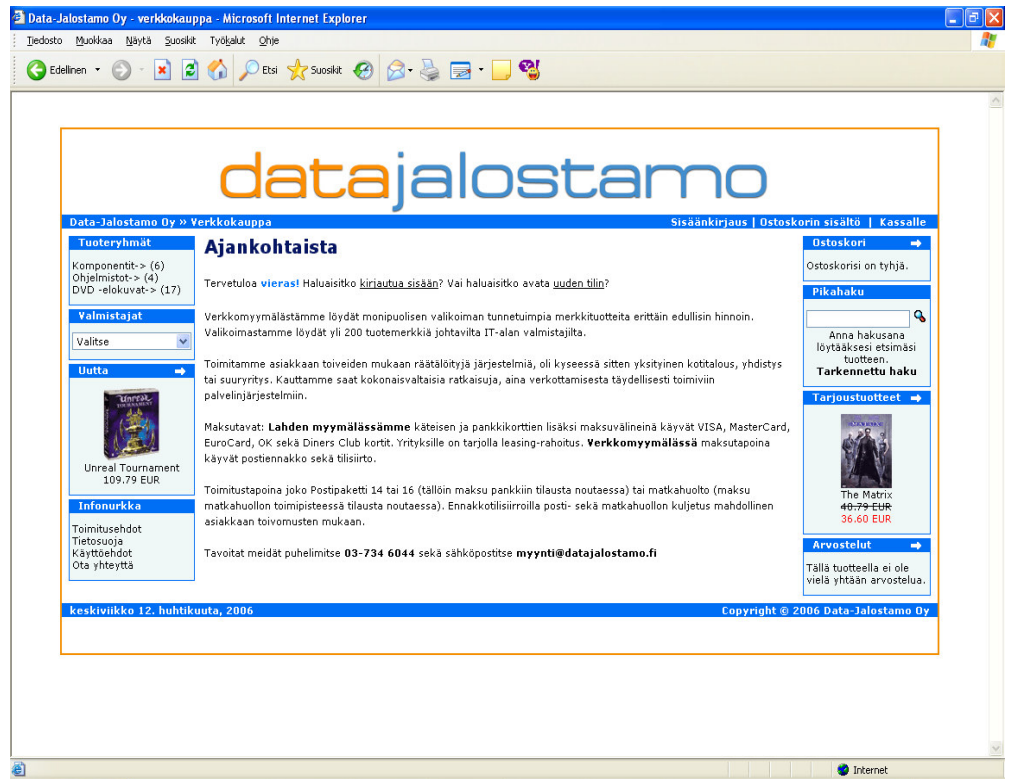 Data-Jalostamo Oy - verkkokauppa - Microsoft Internet Explorer
Tiedosto Muokkaa Näytä Suosikit Työkalut Ohje
Edellinen Etsi Suosikit
datajalostamo
Data-Jalostamo Oy » Verkkokauppa
Sisäänkirjaus | Ostoskorin sisältö | Kassalle
Tuoteryhmät
Komponentit-> (6)
Ohjelmistot-> (4)
DVD -elokuvat-> (17)
Valmistajat
Valitse
Uutta
Unreal Tournament
Unreal Tournament
109.79 EUR
Infonurkka
Toimitusehdot
Tietosuoja
Käyttöehdot
Ota yhteyttä
Ajankohtaista
Tervetuloa vieras! Haluaisitko kirjautua sisään? Vai haluaisitko avata uuden tilin?
Verkkomyymälästämme löydät monipuolisen valikoiman tunnetuimpia merkkituotteita erittäin edullisin hinnoin.
Valikoimastamme löydät yli 200 tuotemerkkiä johtavilta IT-alan valmistajilta.
Toimitamme asiakkaan toiveiden mukaan räätälöityjä järjestelmiä, oli kyseessä sitten yksityinen kotitalous, yhdistys
tai suuryritys. Kauttamme saat kokonaisvaltaisia ratkaisuja, aina verkottamisesta täydellisesti toimiviin
palvelinjärjestelmiin.
Maksutavat: Lahden myymälässämme käteisen ja pankkikorttien lisäksi maksuvälineinä käyvät VISA, MasterCard,
EuroCard, OK sekä Diners Club kortit. Yrityksille on tarjolla leasing-rahoitus. Verkkomyymälässä maksutapoina
käyvät postiennakko sekä tilisiirto.
Toimitustapoina joko Postipaketti 14 tai 16 (tällöin maksu pankkiin tilausta noutaessa) tai matkahuolto (maksu
matkahuollon toimipisteessä tilausta noutaessa). Ennakkotilisiirroilla posti- sekä matkahuollon kuljetus mahdollinen
asiakkaan toivomusten mukaan.
Tavoitat meidät puhelimitse 03-734 6044 sekä sähköpostitse myynti@datajalostamo.fi
Ostoskori
Ostoskorisi on tyhjä.
Pikahaku
Anna hakusana
löytääksesi etsimäsi
tuotteen.
Tarkennettu haku
Tarjoustuotteet
MATRIX
The Matrix
40.79 EUR
36.60 EUR
Arvostelut
Tällä tuotteella ei ole
vielä yhtään arvostelua.
keskiviikko 12. huhtikuuta, 2006
Copyright © 2006 Data-Jalostamo Oy
Internet